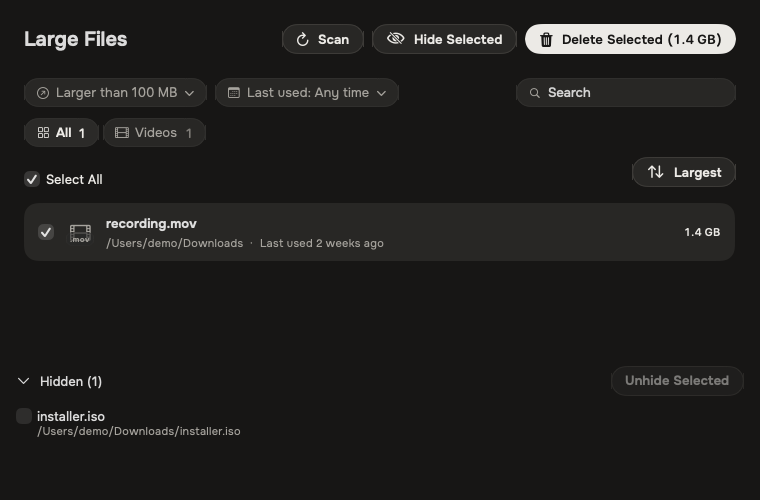 Large Files
Scan
Hide Selected
Delete Selected (1.4 GB)
Larger than 100 MB
Last used: Any time
Search
All 1
Videos 1
Select All
Largest
recording.mov
.mov
/Users/demo/Downloads · Last used 2 weeks ago
1.4 GB
Hidden (1)
Unhide Selected
installer.iso
/Users/demo/Downloads/installer.iso